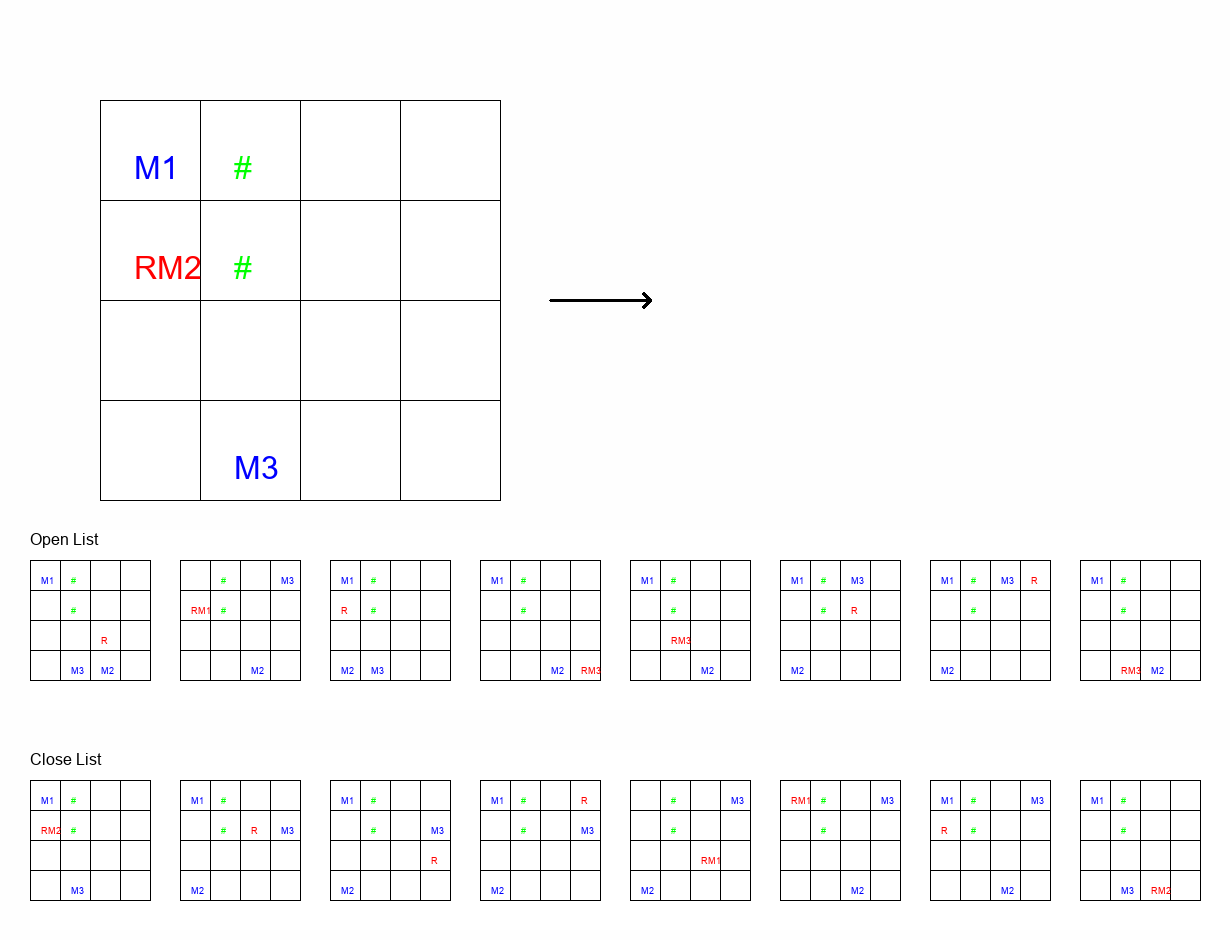 M1 #
RM2 #
M3
Open List
M1 # # M3 M1 # M1 # M1 # M1 # M3 M1 # M3 R M1 #
# RM1 # R # # # # R # #
R RM3
M3 M2 M2 M2 M3 M2 RM3 M2 M2 M2 RM3 M2
Close List
M1 # M1 # M1 # M1 # R # M3 RM1 # M3 M1 # M3 M1 #
RM2 # # R M3 # M3 # M3 # # R # #
R RM1
M3 M2 M2 M2 M2 M2 M2 M3 RM2